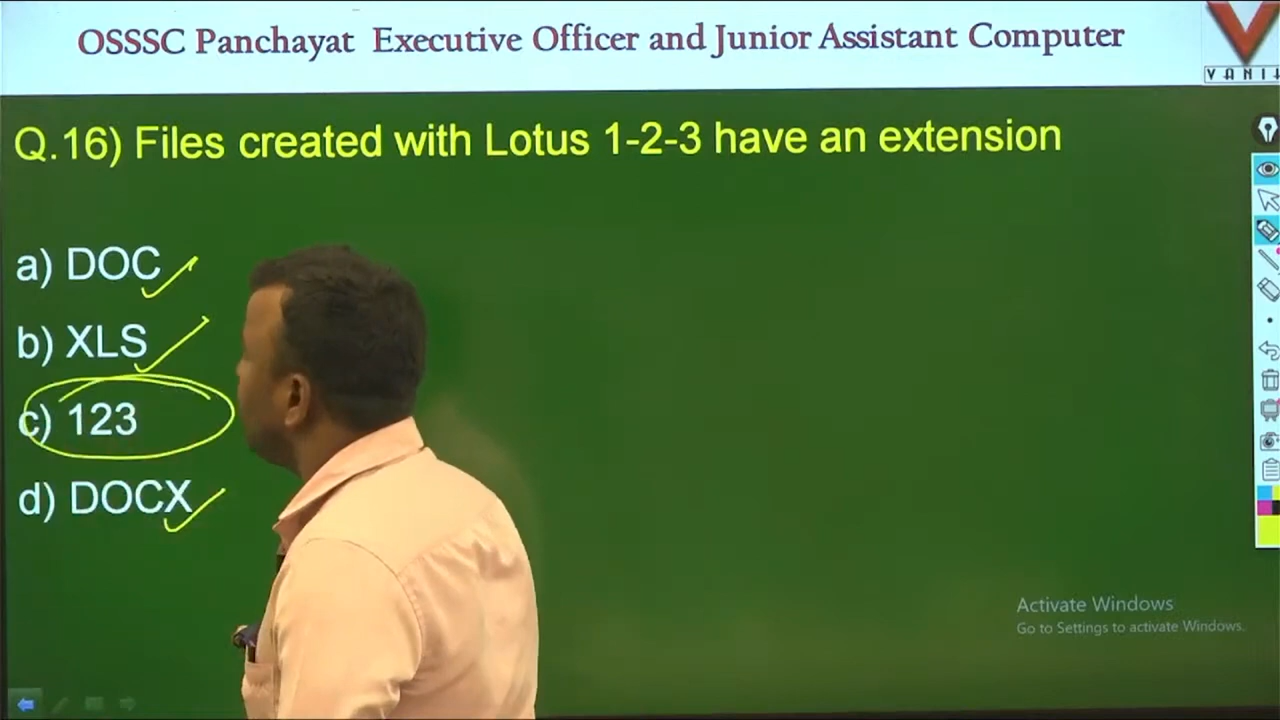 OSSSC Panchayat Executive Officer and Junior Assistant Computer
VANI
Q.16) Files created with Lotus 1-2-3 have an extension
a) DOC
b) XLS
c) 123
d) DOCX
Activate Windows
Go to Settings to activate Windows.